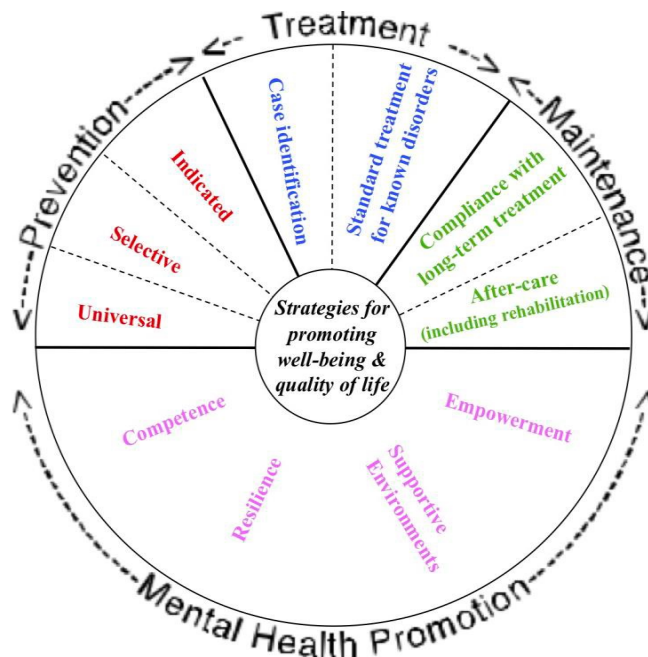 Treatment
Prevention
Maintenance
Case identification
Standard treatment
for known disorders
Indicated
Selective
Universal
Compliance with
long-term treatment
After-care
(including rehabilitation)
Strategies for
promoting
well-being &
quality of life
Competence
Resilience
Supportive
Environments
Empowerment
Mental Health Promotion